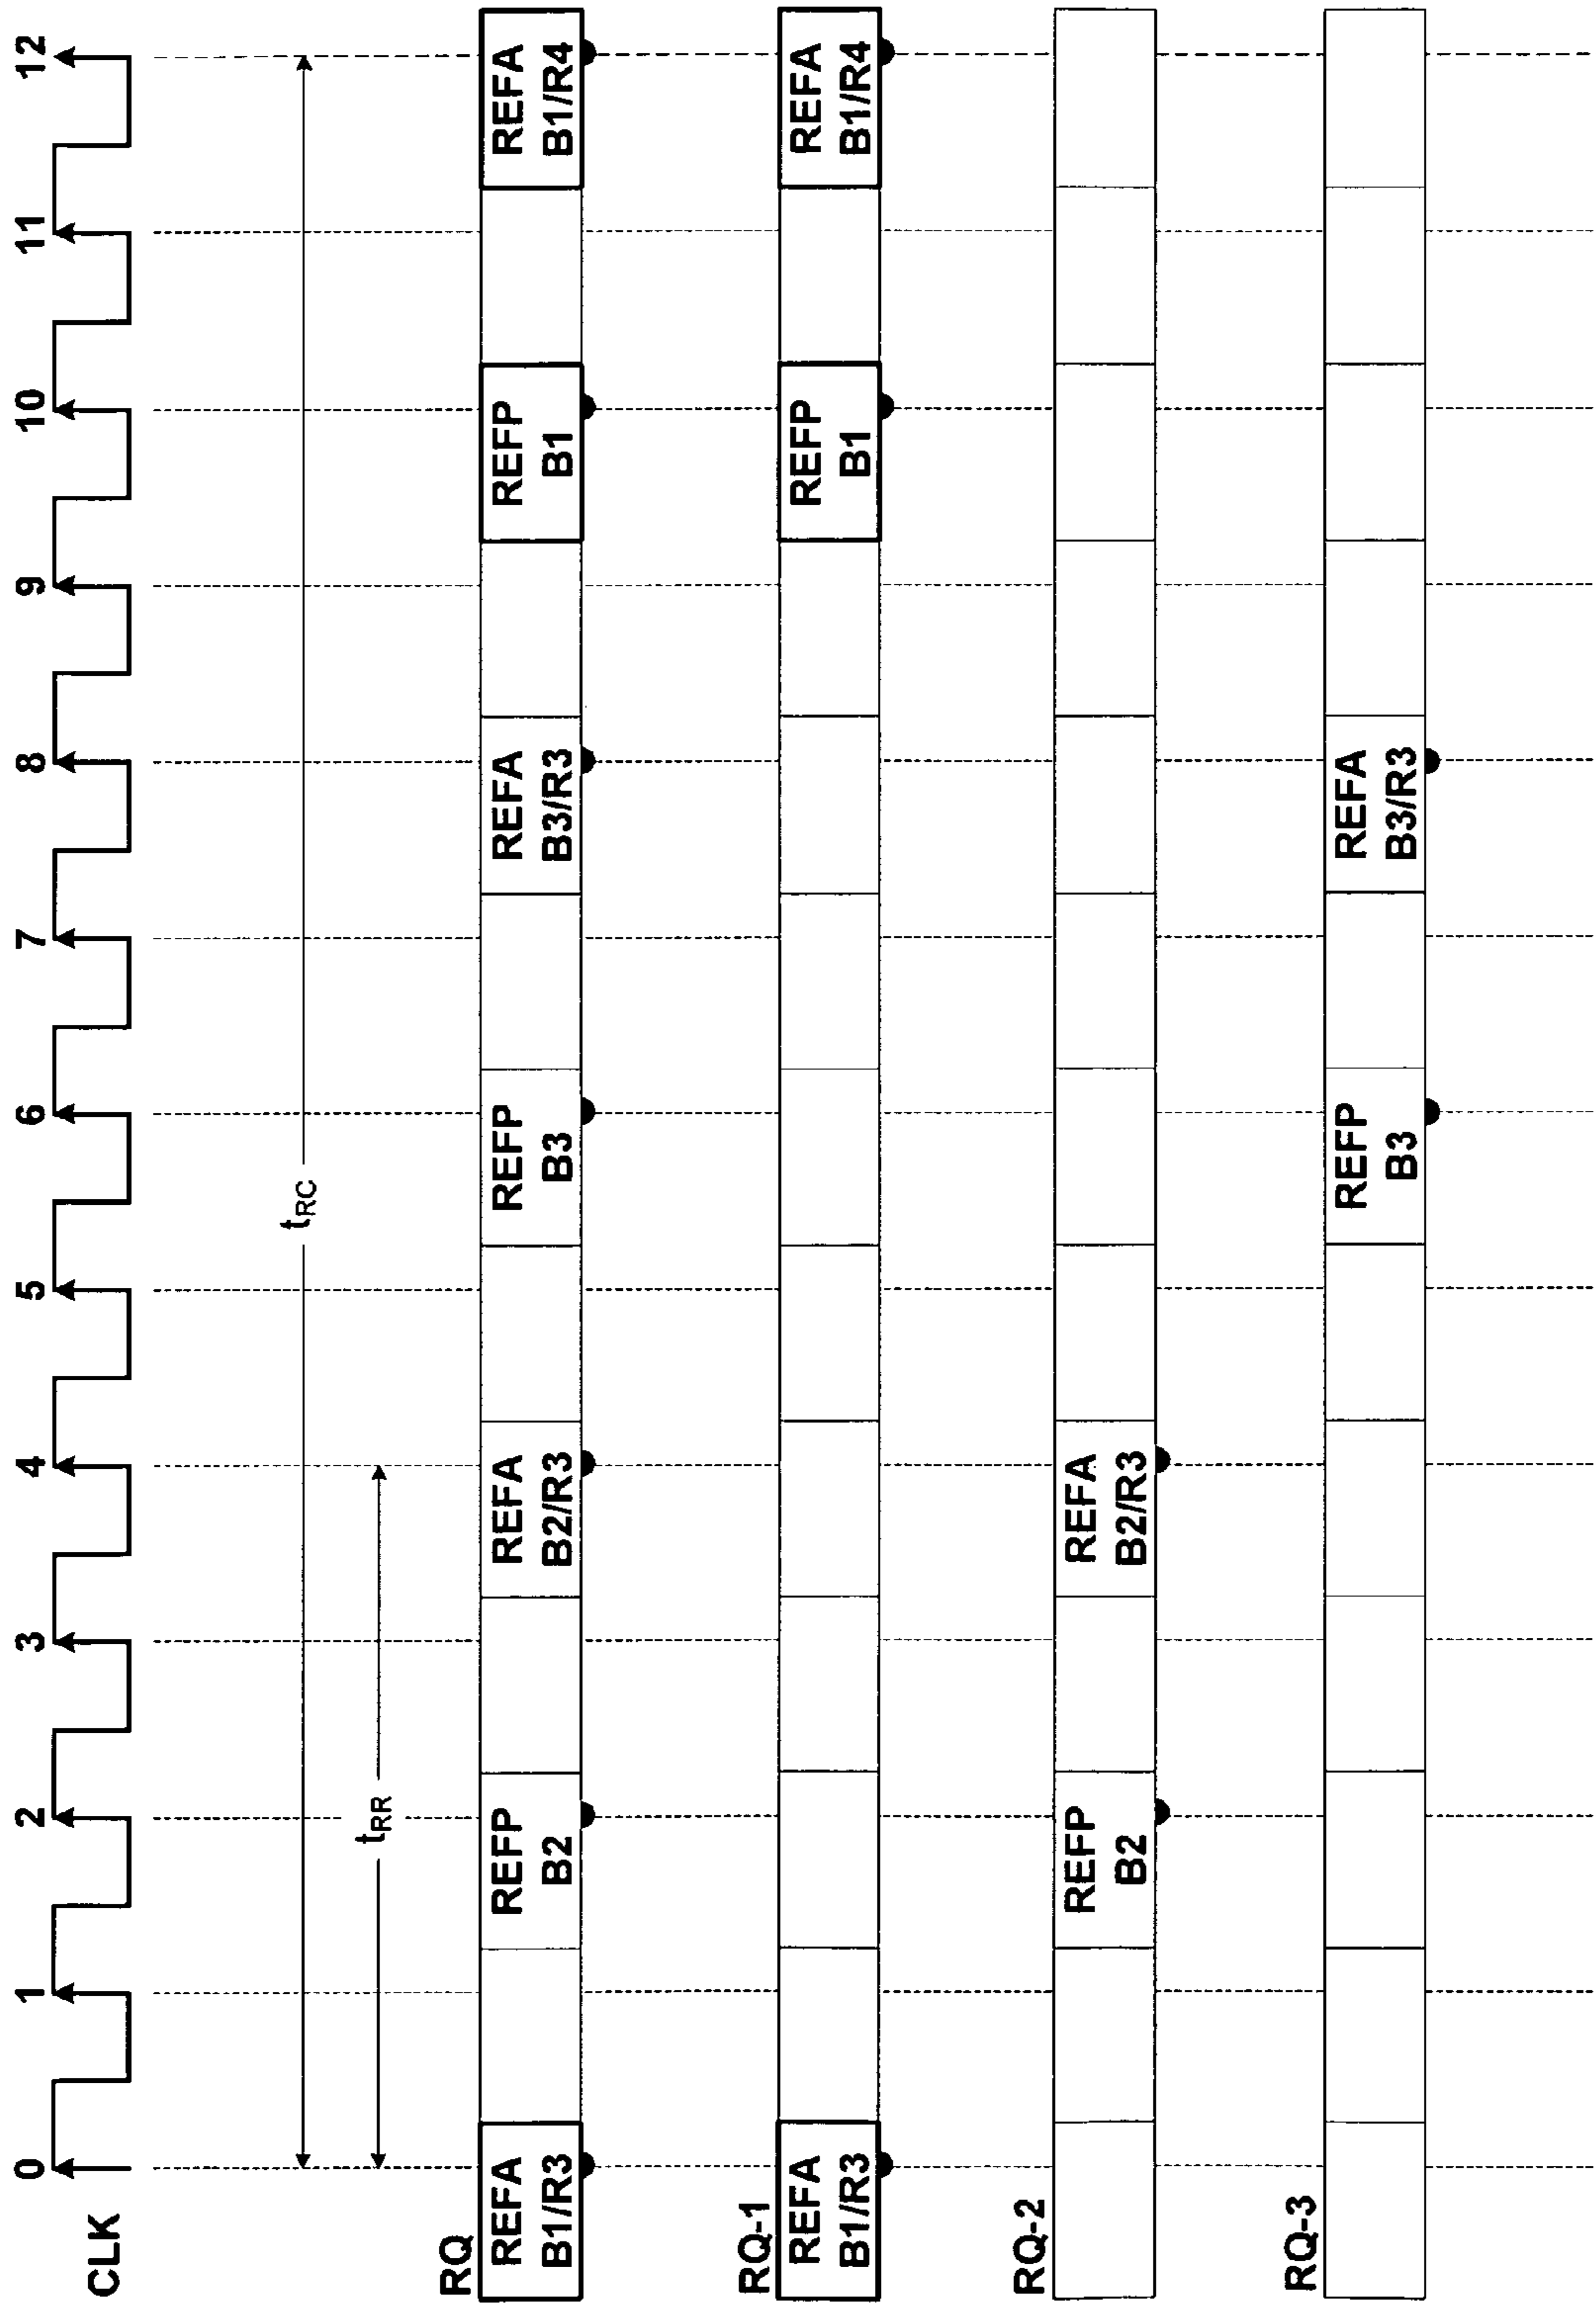 0 1 2 3 4 5 6 7 8 9 10 11 12
CLK
tRC
tRR
RQ
REFA
B1/R3
REFP
B2
REFA
B2/R3
REFP
B3
REFA
B3/R3
REFP
B1
REFA
B1/R4
RQ-1
REFA
B1/R3
REFP
B1
REFA
B1/R4
RQ-2
REFP
B2
REFA
B2/R3
RQ-3
REFP
B3
REFA
B3/R3